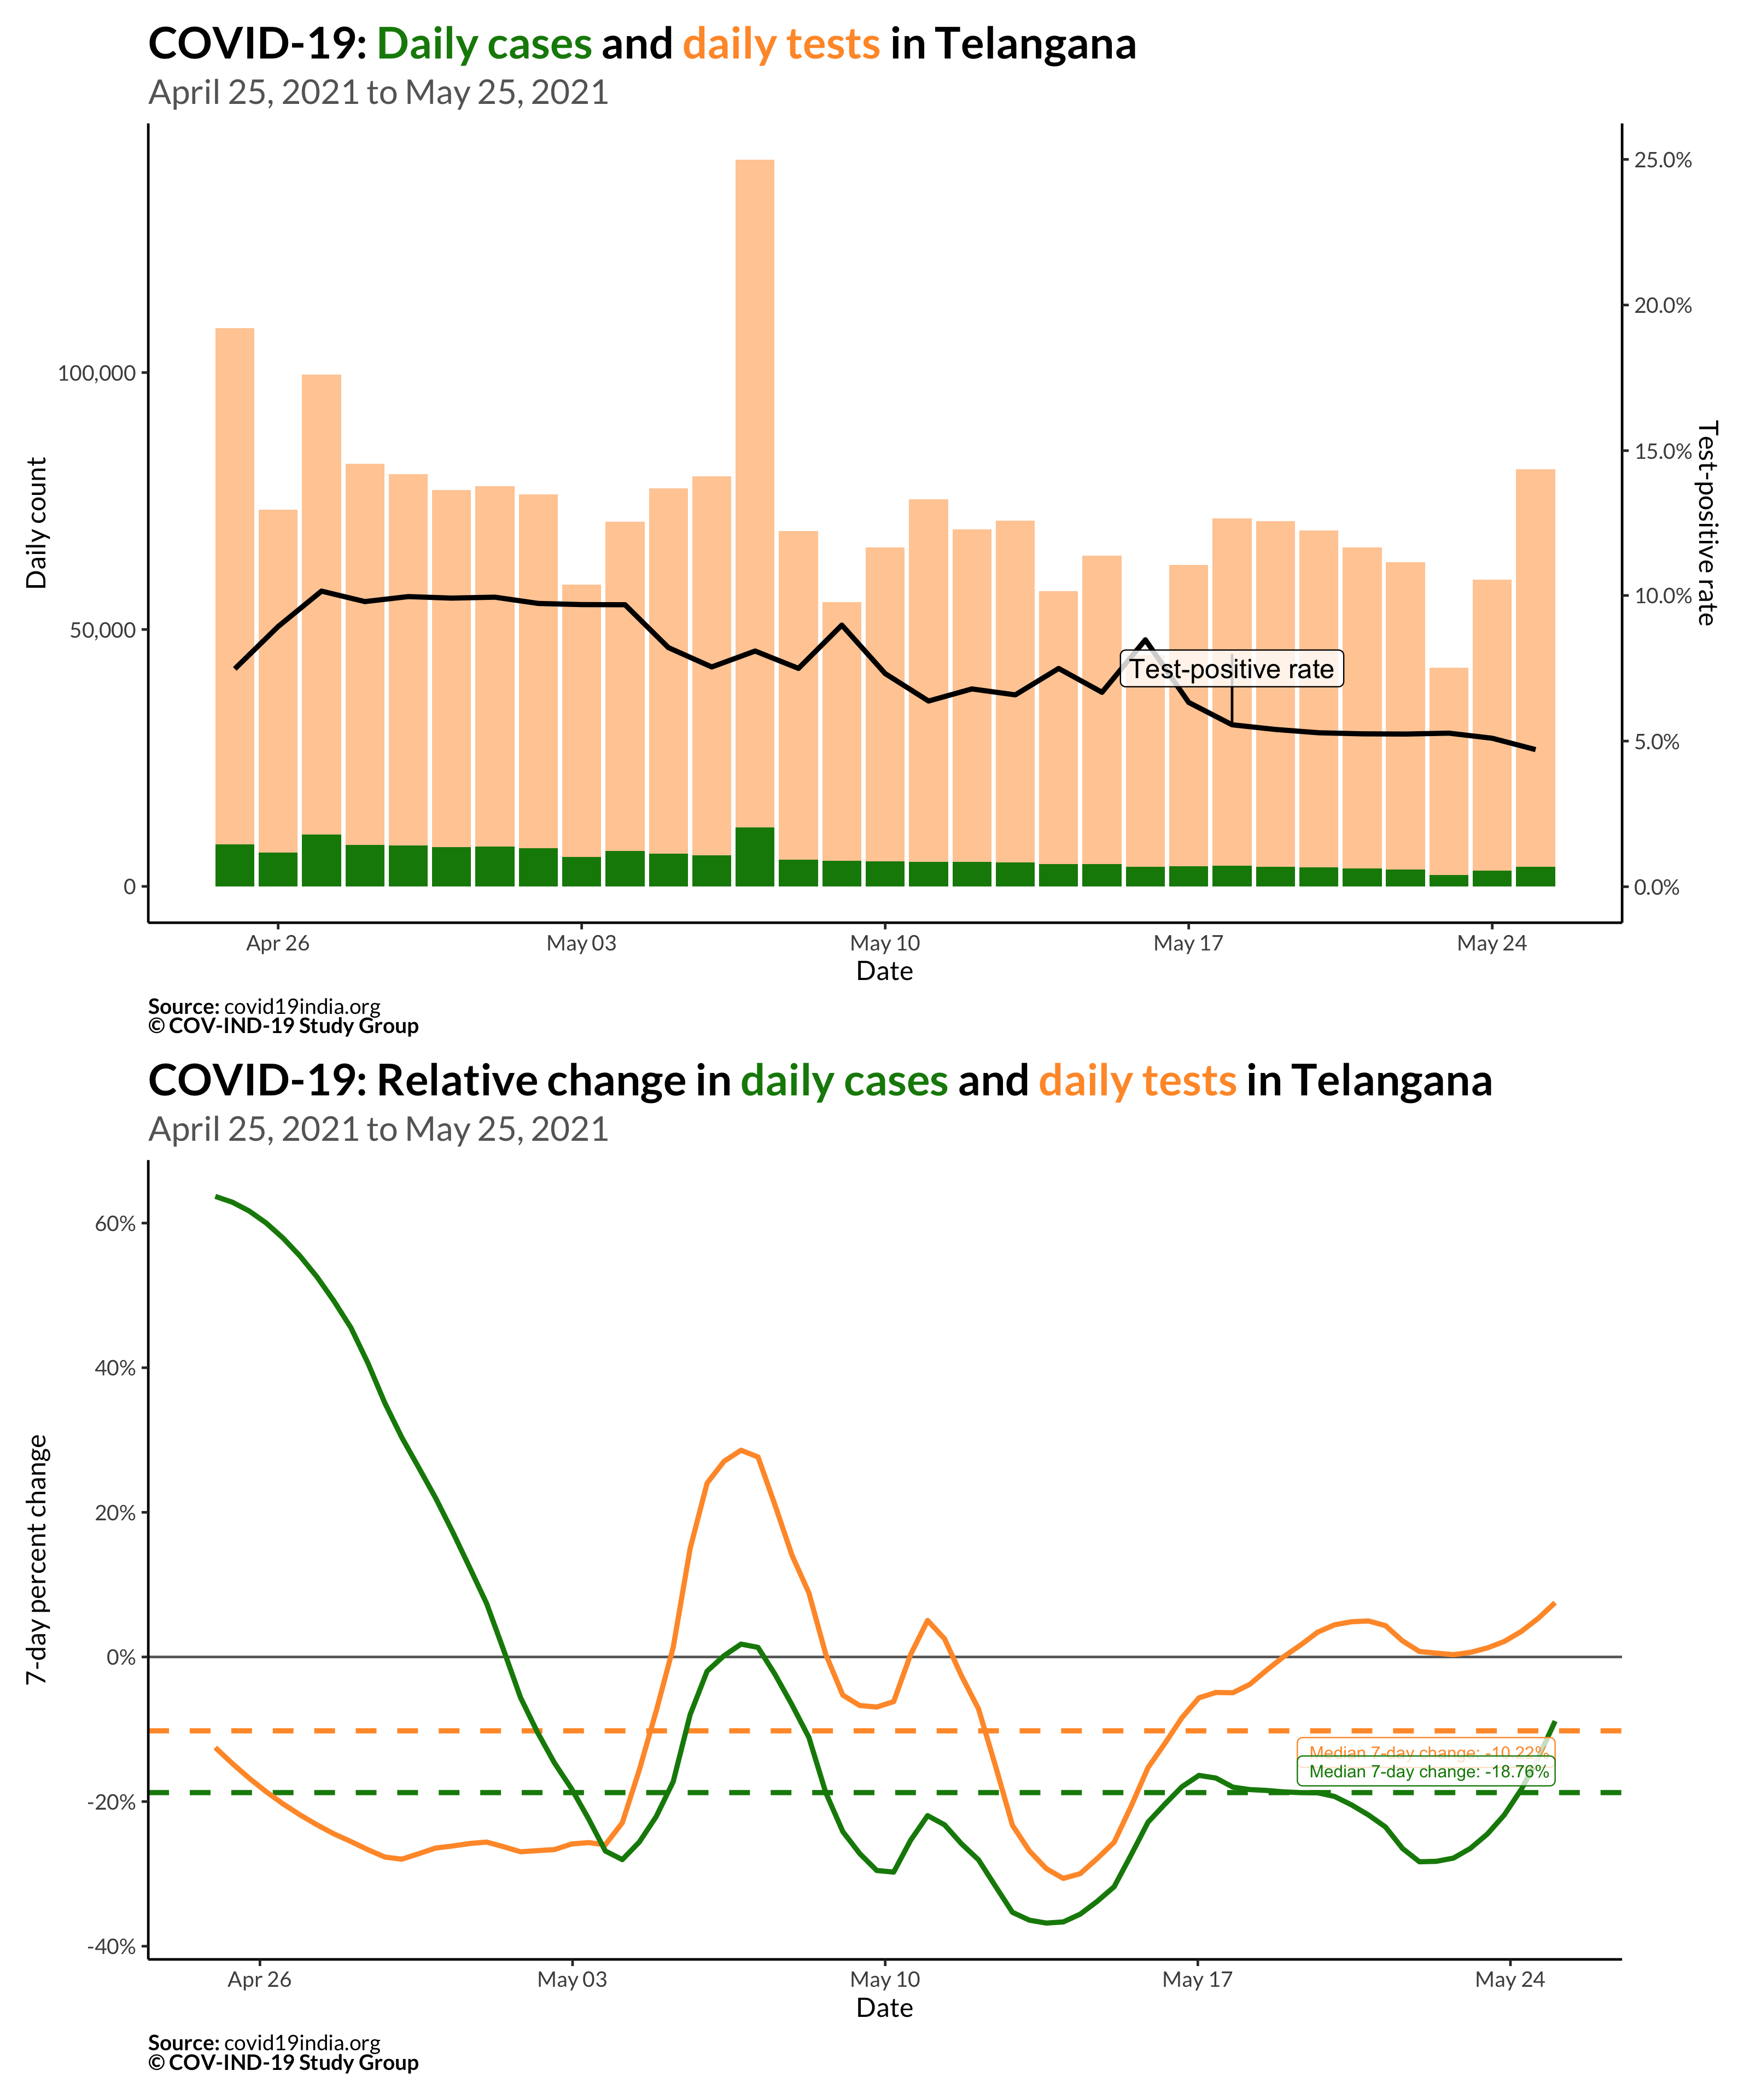 COVID-19: Daily cases and daily tests in Telangana
April 25, 2021 to May 25, 2021
25.0%
20.0%
100,000
15.0%
Daily count
Test-positive rate
10.0%
50,000
Test-positive rate
5.0%
0
0.0%
Apr 26
May 03
May 10
May 17
May 24
Date
Source: covid19india.org
© COV-IND-19 Study Group
COVID-19: Relative change in daily cases and daily tests in Telangana
April 25, 2021 to May 25, 2021
60%
40%
7-day percent change
20%
0%
Median 7-day change: -10.22%
Median 7-day change: -18.76%
-20%
-40%
Apr 26
May 03
May 10
May 17
May 24
Date
Source: covid19india.org
© COV-IND-19 Study Group